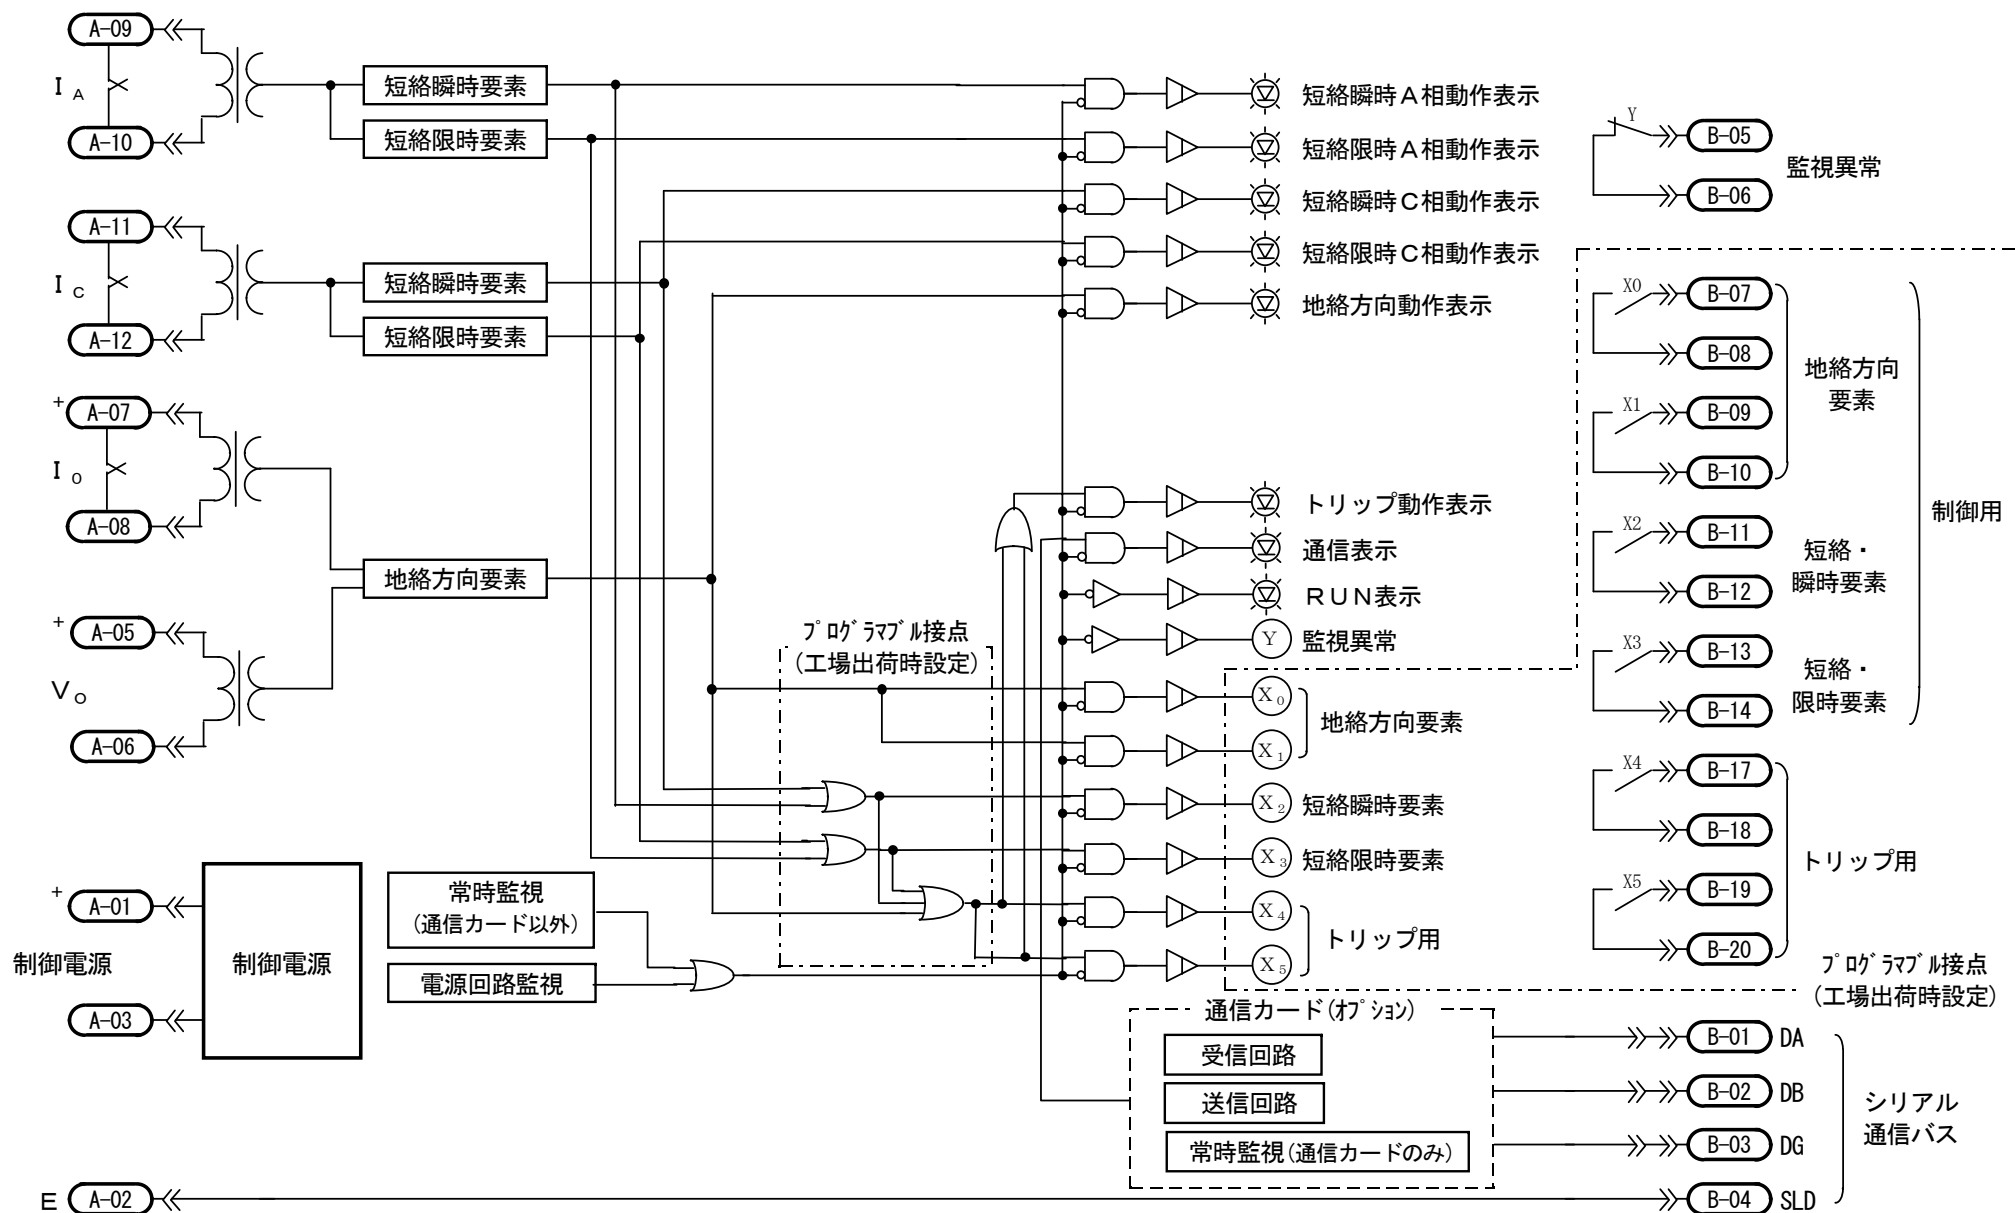 A-09
I A
A-10
短絡瞬時要素
短絡限時要素
A-11
I C
A-12
短絡瞬時要素
短絡限時要素
+
A-07
I 0
A-08
地絡方向要素
+
A-05
V0
A-06
+
A-01
制御電源
A-03
制御電源
常時監視
(通信カード以外)
電源回路監視
E
A-02
プログラマブル接点
(工場出荷時設定)
短絡瞬時A相動作表示
短絡限時A相動作表示
短絡瞬時C相動作表示
短絡限時C相動作表示
地絡方向動作表示
トリップ動作表示
通信表示
RUN表示
Y
監視異常
X0
X1
地絡方向要素
X2
短絡瞬時要素
X3
短絡限時要素
X4
X5
トリップ用
通信カード(オプション)
受信回路
送信回路
常時監視(通信カードのみ)
Y
B-05
監視異常
B-06
X0
B-07
B-08
地絡方向
要素
X1
B-09
B-10
制御用
X2
B-11
短絡・
瞬時要素
B-12
X3
B-13
短絡・
限時要素
B-14
X4
B-17
B-18
トリップ用
X5
B-19
B-20
プログラマブル接点
(工場出荷時設定)
B-01 DA
B-02 DB
シリアル
通信バス
B-03 DG
B-04 SLD